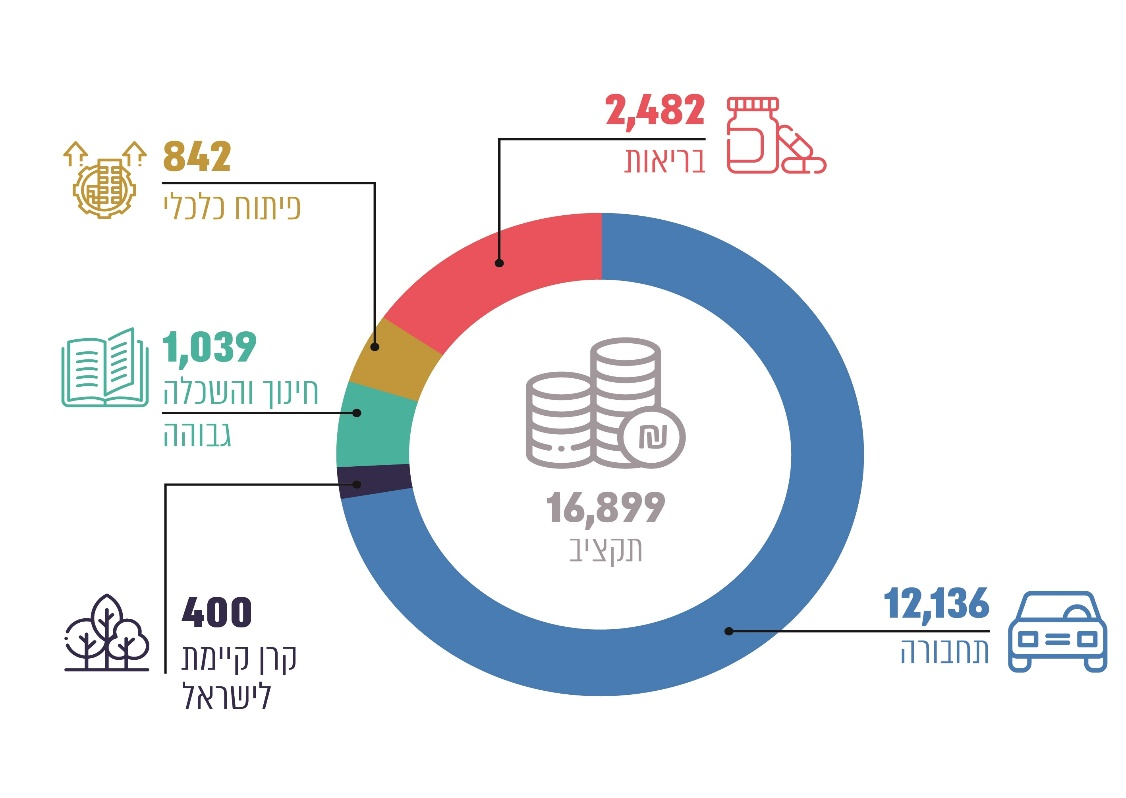 2,482
בריאות
842
פיתוח כלכלי
1,039
חינוך והשכלה
גבוהה
₪
16,899
תקציב
12,136
תחבורה
400
קרן קיימת
לישראל